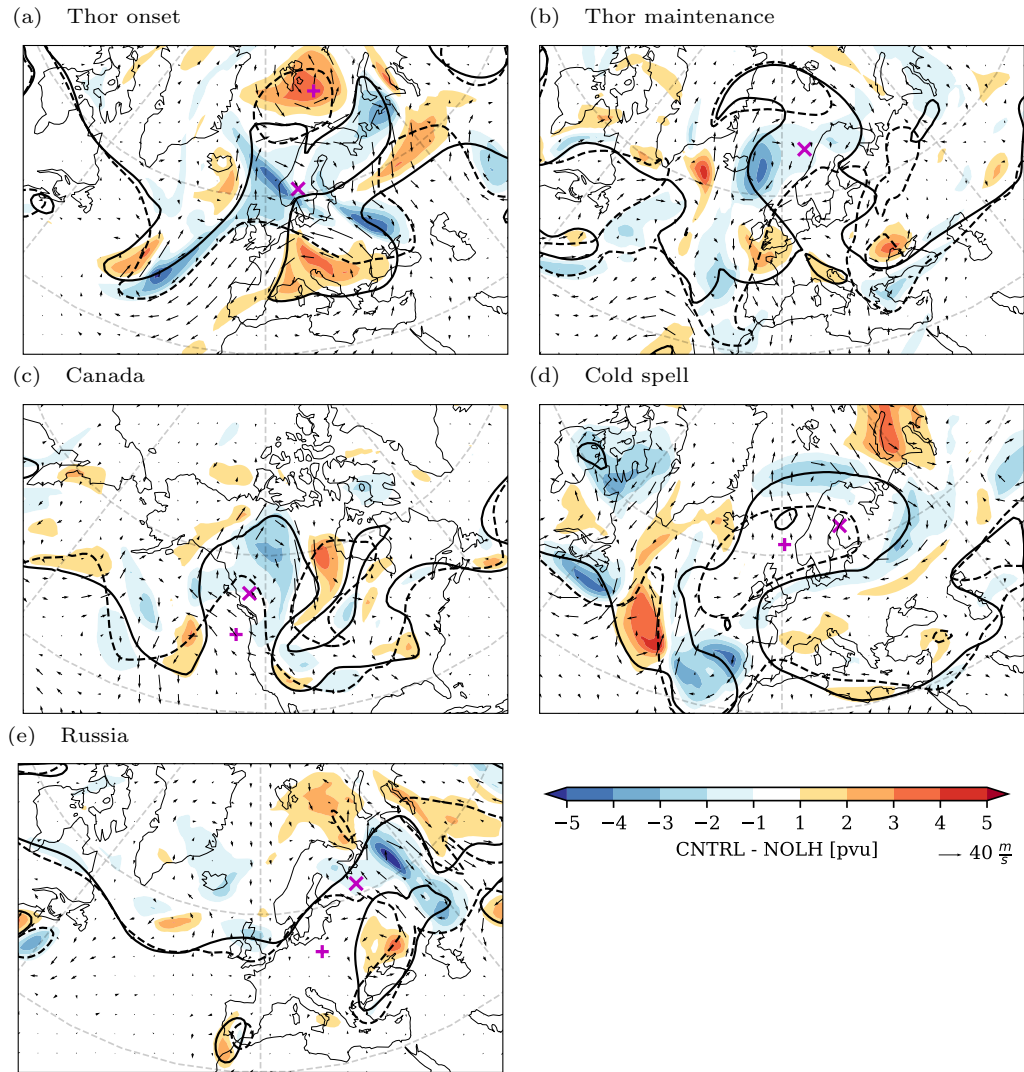 (a) Thor onset
(b) Thor maintenance
(c) Canada
(d) Cold spell
(e) Russia
−5 −4 −3 −2 −1 1 2 3 4 5
CNTRL - NOLH [pvu]
40 m/s